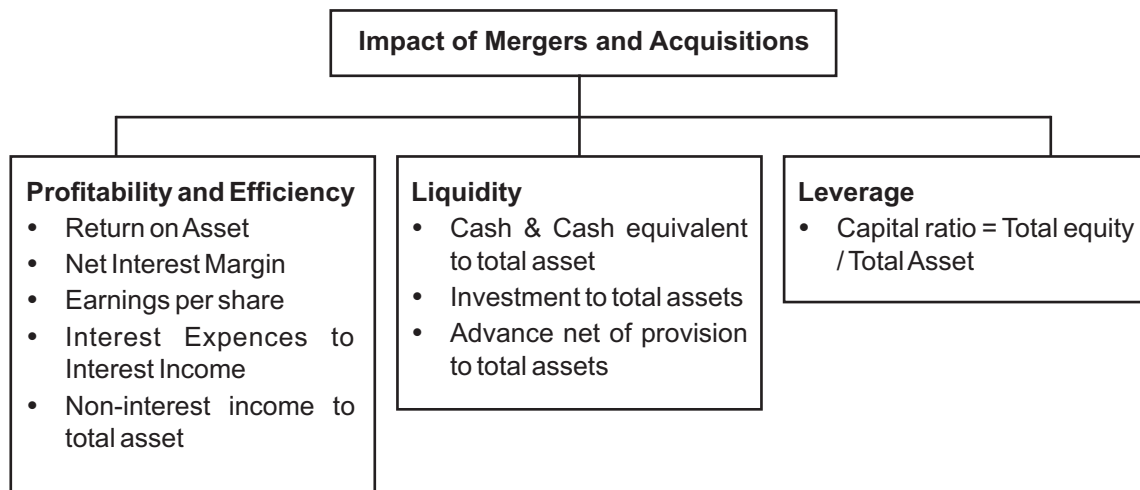 Impact of Mergers and Acquisitions
Profitability and Efficiency
• Return on Asset
• Net Interest Margin
• Earnings per share
• Interest Expences to
Interest Income
• Non-interest income to
total asset
Liquidity
• Cash & Cash equivalent
to total asset
• Investment to total assets
• Advance net of provision
to total assets
Leverage
• Capital ratio = Total equity
/ Total Asset